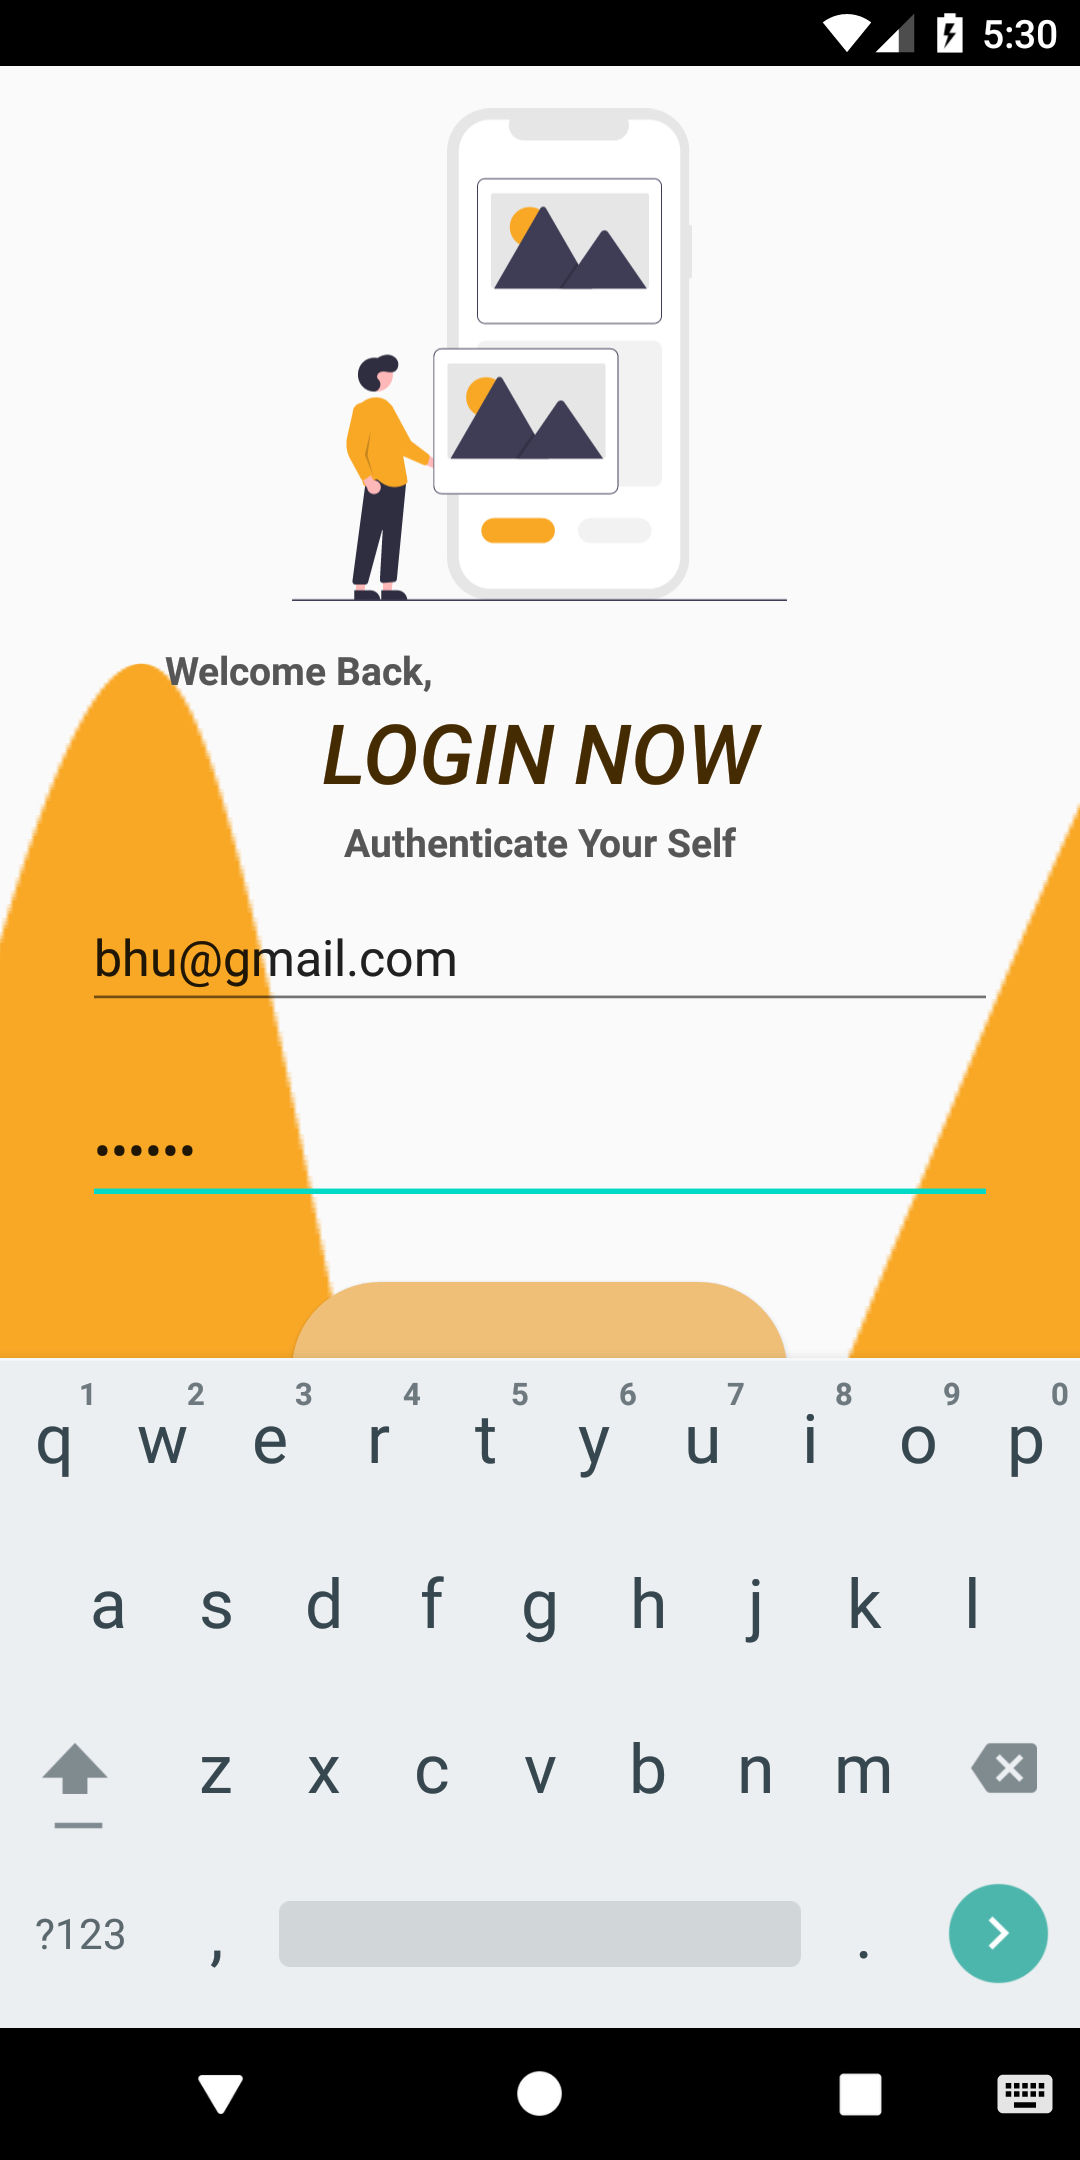 5:30
Welcome Back,
LOGIN NOW
Authenticate Your Self
bhu@gmail.com
••••••
1 2 3 4 5 6 7 8 9 0
q w e r t y u i o p
a s d f g h j k l
z x c v b n m
?123 , .